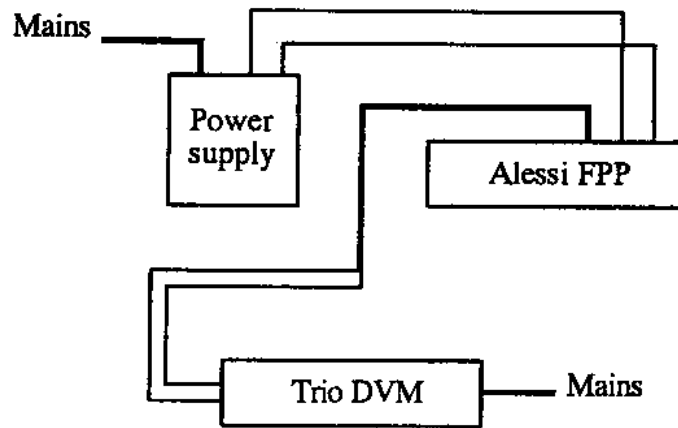 Mains
Power
supply
Alessi FPP
Trio DVM
Mains